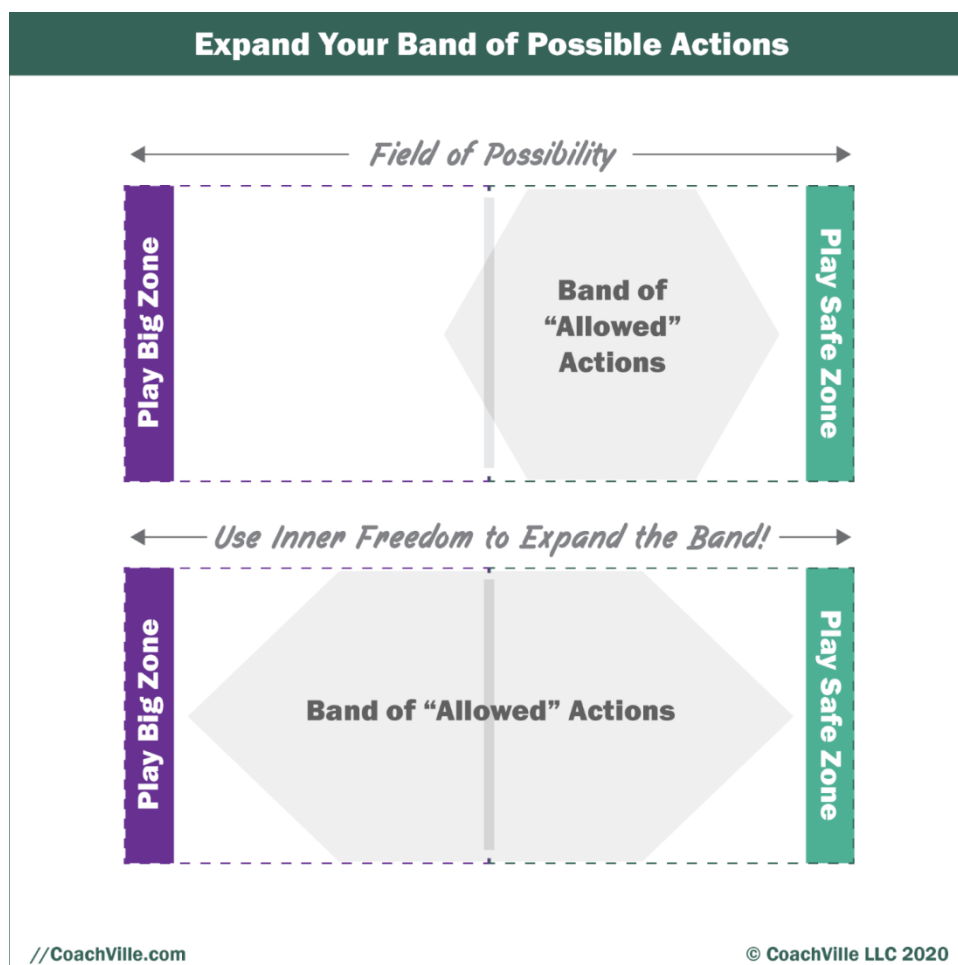 Expand Your Band of Possible Actions
Field of Possibility
Play Big Zone
Band of
“Allowed”
Actions
Play Safe Zone
Use Inner Freedom to Expand the Band!
Play Big Zone
Band of “Allowed” Actions
Play Safe Zone
//CoachVille.com
© CoachVille LLC 2020